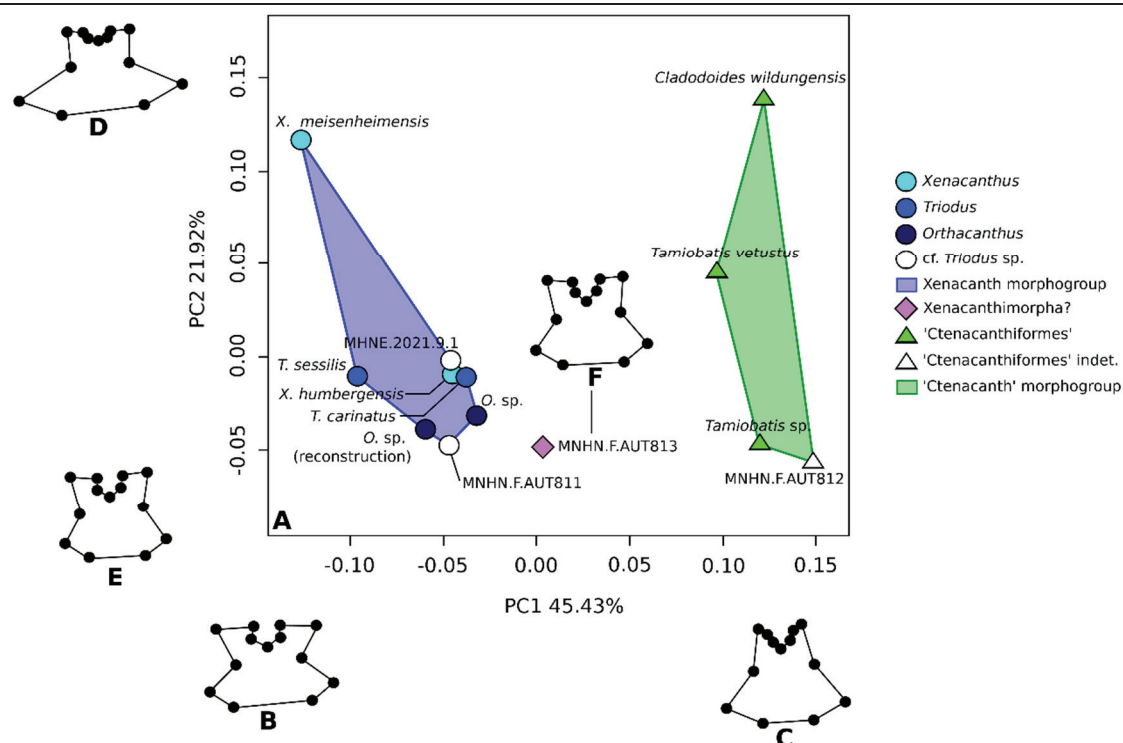 D
0.15
0.10
0.05
0.00
-0.05
PC2 21.92%
X. meisenheimensis
Cladodoides wildungensis
Tamiobatis vetustus
MHNE.2021.9.1
T. sessilis
X. humbergensis
T. carinatus
O. sp.
O. sp.
(reconstruction)
MNHN.F.AUT811
F
MNHN.F.AUT813
Tamiobatis sp.
MNHN.F.AUT812
A
Xenacanthus
Triodus
Orthacanthus
cf. Triodus sp.
Xenacanth morphogroup
Xenacanthimorpha?
'Ctenacanthiformes'
'Ctenacanthiformes' indet.
'Ctenacanth' morphogroup
E
-0.10
-0.05
0.00
0.05
0.10
0.15
PC1 45.43%
B
C